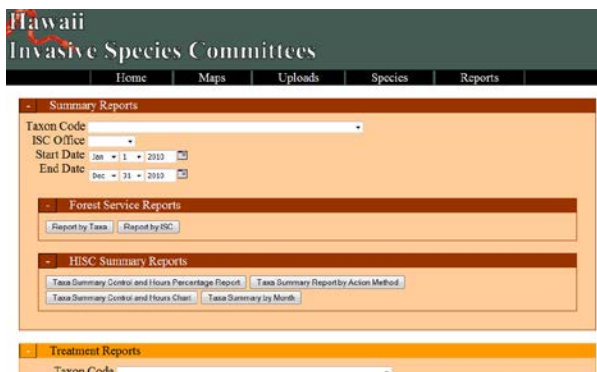 Hawaii
Invasive Species Committees
Home Maps Uploads Species Reports
- Summary Reports
Taxon Code
ISC Office
Start Date Jan 1 2010
End Date Dec 31 2010
- Forest Service Reports
Report by Taxa Report by ISC
- HISC Summary Reports
Taxa Summary Control and Hours Percentage Report Taxa Summary Report by Action Method
Taxa Summary Control and Hours Chart Taxa Summary by Month
- Treatment Reports
Taxon Code